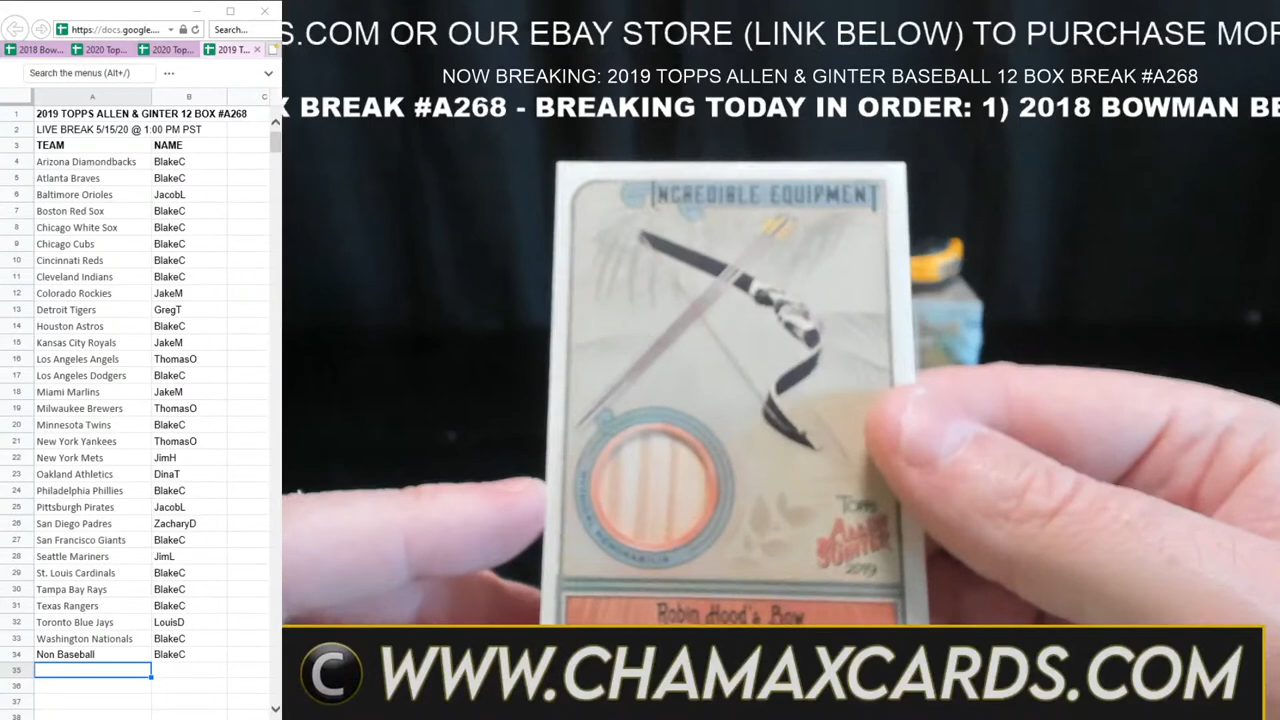 https://docs.google....
Search...
2018 Bow...
2020 Top...
2020 Top...
2019 T...
Search the menus (Alt+/)
A B C
1 2019 TOPPS ALLEN & GINTER 12 BOX #A268
2 LIVE BREAK 5/15/20 @ 1:00 PM PST
3 TEAM NAME
4 Arizona Diamondbacks BlakeC
5 Atlanta Braves BlakeC
6 Baltimore Orioles JacobL
7 Boston Red Sox BlakeC
8 Chicago White Sox BlakeC
9 Chicago Cubs BlakeC
10 Cincinnati Reds BlakeC
11 Cleveland Indians BlakeC
12 Colorado Rockies JakeM
13 Detroit Tigers GregT
14 Houston Astros BlakeC
15 Kansas City Royals JakeM
16 Los Angeles Angels ThomasO
17 Los Angeles Dodgers BlakeC
18 Miami Marlins JakeM
19 Milwaukee Brewers ThomasO
20 Minnesota Twins BlakeC
21 New York Yankees ThomasO
22 New York Mets JimH
23 Oakland Athletics DinaT
24 Philadelphia Phillies BlakeC
25 Pittsburgh Pirates JacobL
26 San Diego Padres ZacharyD
27 San Francisco Giants BlakeC
28 Seattle Mariners JimL
29 St. Louis Cardinals BlakeC
30 Tampa Bay Rays BlakeC
31 Texas Rangers BlakeC
32 Toronto Blue Jays LouisD
33 Washington Nationals BlakeC
34 Non Baseball BlakeC
35
36
37
38
S.COM OR OUR EBAY STORE (LINK BELOW) TO PURCHASE MOR
NOW BREAKING: 2019 TOPPS ALLEN & GINTER BASEBALL 12 BOX BREAK #A268
X BREAK #A268 - BREAKING TODAY IN ORDER: 1) 2018 BOWMAN BE
INCREDIBLE EQUIPMENT
MEMORABILIA
Topps
ALLEN
GINTER
2019
Robin Hood's Bow
C WWW.CHAMAXCARDS.COM